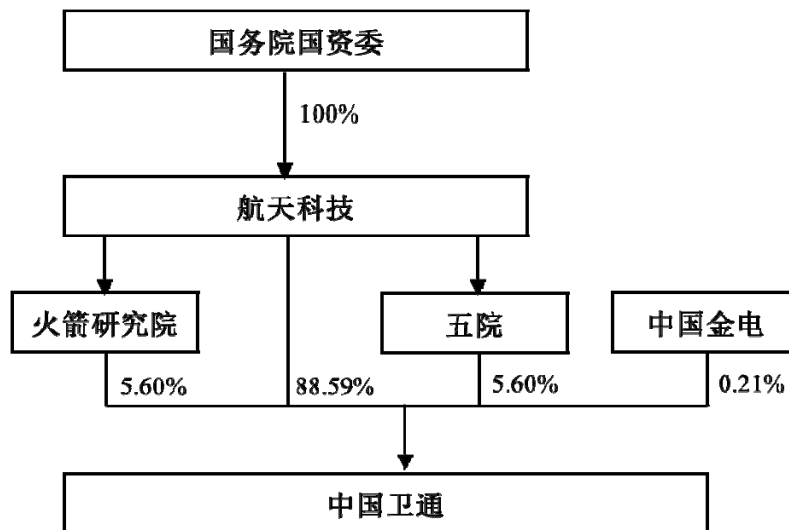 国务院国资委
100%
航天科技
火箭研究院
五院
中国金电
5.60%
88.59%
5.60%
0.21%
中国卫通